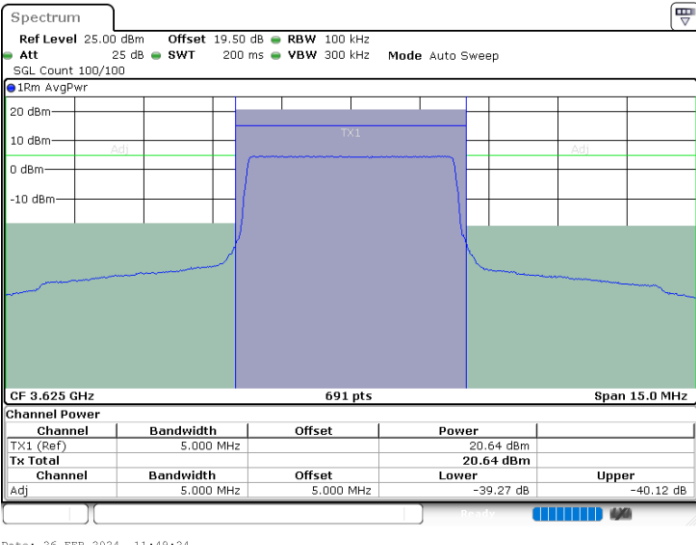 Spectrum
Ref Level 25.00 dBm Offset 19.50 dB RBW 100 kHz
Att 25 dB SWT 200 ms VBW 300 kHz Mode Auto Sweep
SGL Count 100/100
1Rm AvgPwr
20 dBm
TX1
10 dBm
Adj Adj
0 dBm
-10 dBm
CF 3.625 GHz 691 pts Span 15.0 MHz
Channel Power
Channel Bandwidth Offset Power
TX1 (Ref) 5.000 MHz 20.64 dBm
Tx Total 20.64 dBm
Channel Bandwidth Offset Lower Upper
Adj 5.000 MHz 5.000 MHz -39.27 dB -40.12 dB
Ready